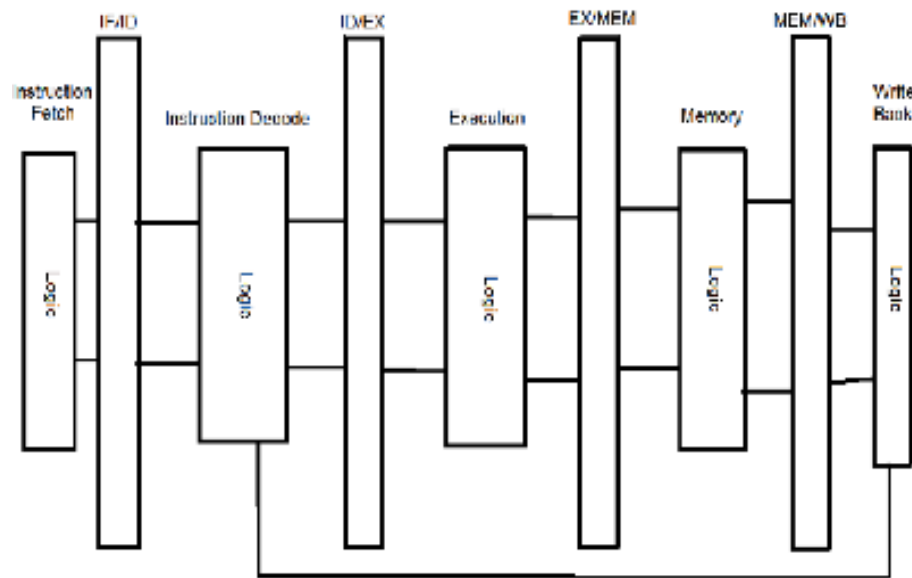 IF/ID
ID/EX
EX/MEM
MEM/WB
Instruction
Fetch
Instruction Decode
Execution
Memory
Write
Back
Logic
Logic
Logic
Logic
Logic